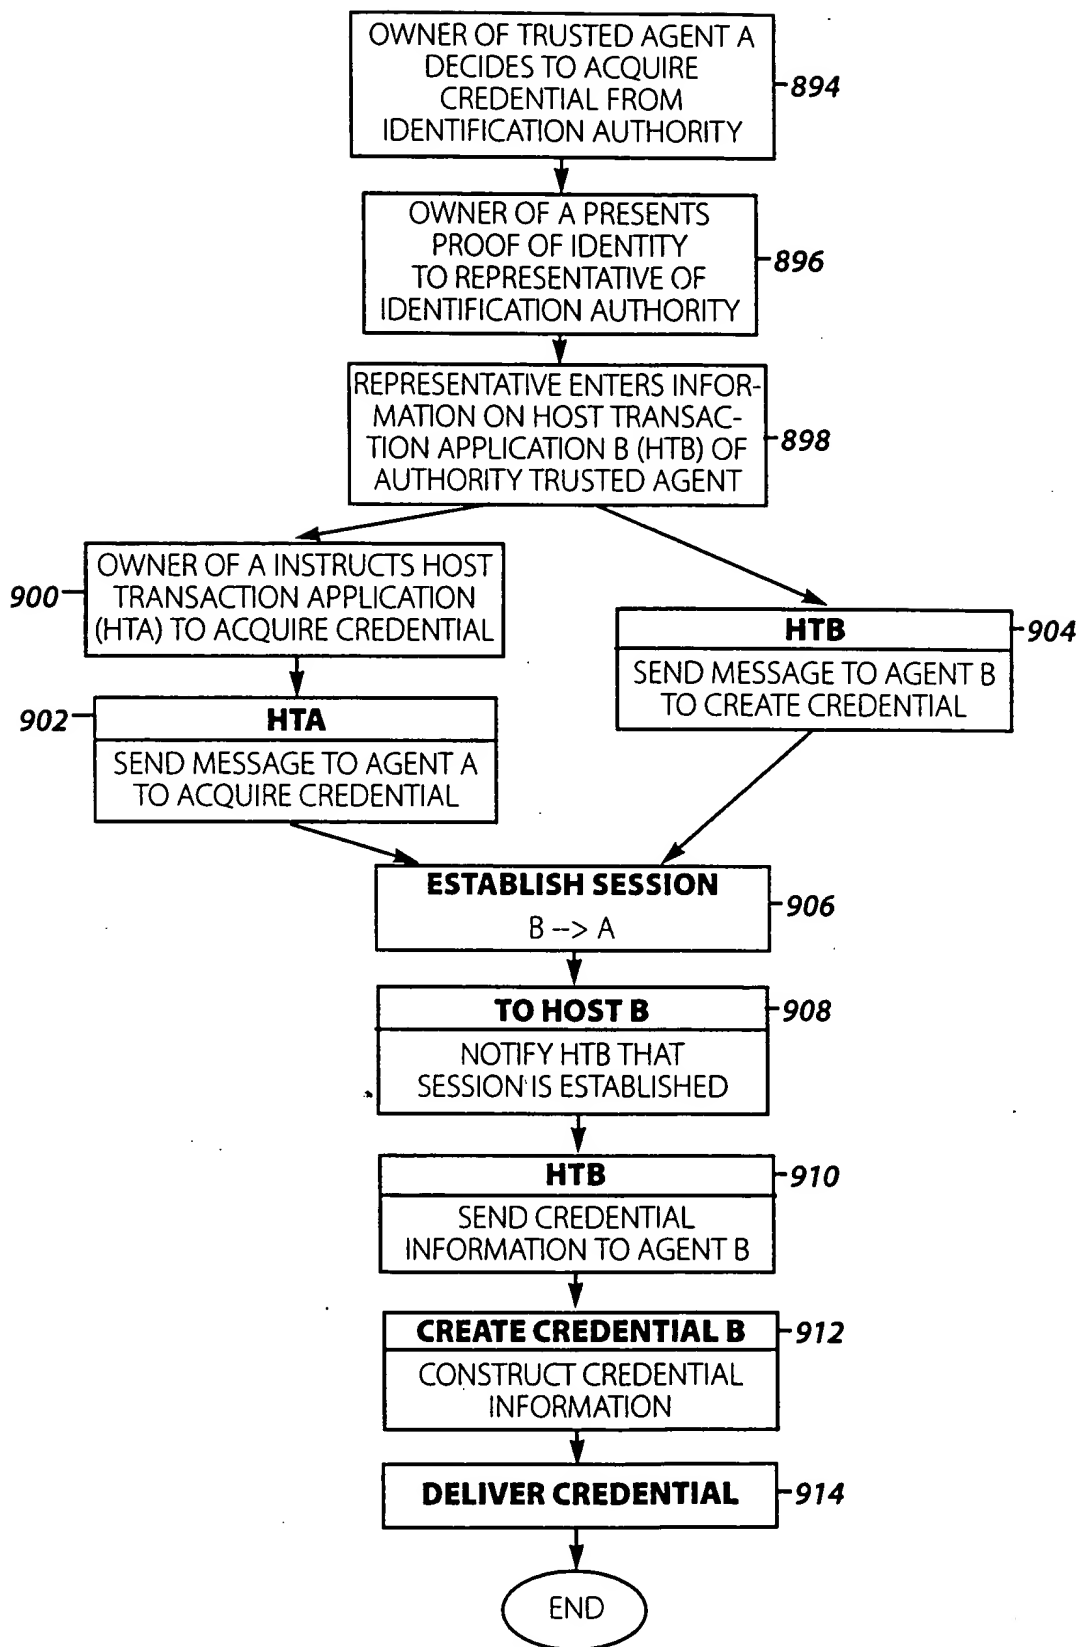 OWNER OF TRUSTED AGENT A
DECIDES TO ACQUIRE
CREDENTIAL FROM
IDENTIFICATION AUTHORITY
894
OWNER OF A PRESENTS
PROOF OF IDENTITY
TO REPRESENTATIVE OF
IDENTIFICATION AUTHORITY
896
REPRESENTATIVE ENTERS INFOR-
MATION ON HOST TRANSAC-
TION APPLICATION B (HTB) OF
AUTHORITY TRUSTED AGENT
898
OWNER OF A INSTRUCTS HOST
TRANSACTION APPLICATION
(HTA) TO ACQUIRE CREDENTIAL
900
HTB
904
SEND MESSAGE TO AGENT B
TO CREATE CREDENTIAL
902
HTA
SEND MESSAGE TO AGENT A
TO ACQUIRE CREDENTIAL
ESTABLISH SESSION
906
B --> A
TO HOST B
908
NOTIFY HTB THAT
SESSION IS ESTABLISHED
HTB
910
SEND CREDENTIAL
INFORMATION TO AGENT B
CREATE CREDENTIAL B
912
CONSTRUCT CREDENTIAL
INFORMATION
DELIVER CREDENTIAL
914
END